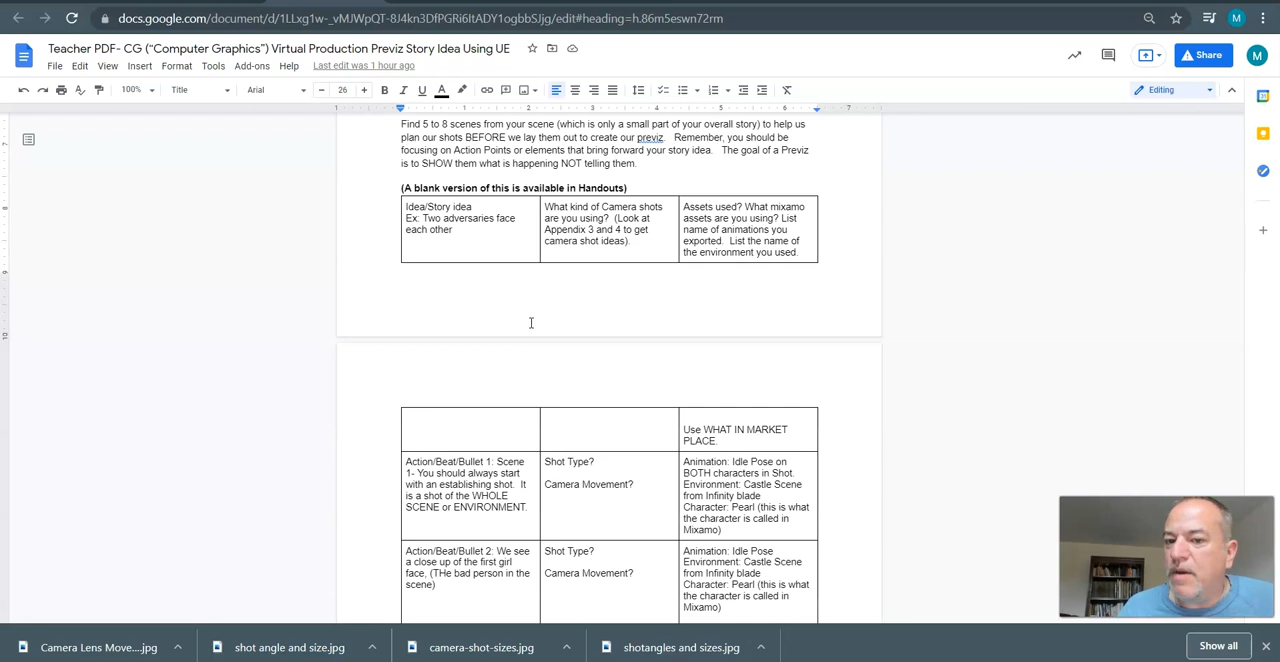 docs.google.com/document/d/1LLxg1w-_vMJWpQT-8J4kn3DfPGRi6ItADY1ogbbSJjg/edit#heading=h.86m5eswn72rm
M
Teacher PDF- CG (“Computer Graphics”) Virtual Production Previz Story Idea Using UE
File Edit View Insert Format Tools Add-ons Help Last edit was 1 hour ago
Share
M
100% Title Arial 26 B I U A Editing
1 1 2 3 4 5 6 7
Find 5 to 8 scenes from your scene (which is only a small part of your overall story) to help us
plan our shots BEFORE we lay them out to create our previz. Remember, you should be
focusing on Action Points or elements that bring forward your story idea. The goal of a Previz
is to SHOW them what is happening NOT telling them.
(A blank version of this is available in Handouts)
Idea/Story idea
Ex: Two adversaries face
each other
What kind of Camera shots
are you using? (Look at
Appendix 3 and 4 to get
camera shot ideas).
Assets used? What mixamo
assets are you using? List
name of animations you
exported. List the name of
the environment you used.
Use WHAT IN MARKET
PLACE.
Action/Beat/Bullet 1: Scene
1- You should always start
with an establishing shot. It
is a shot of the WHOLE
SCENE or ENVIRONMENT.
Shot Type?
Camera Movement?
Animation: Idle Pose on
BOTH characters in Shot.
Environment: Castle Scene
from Infinity blade
Character: Pearl (this is what
the character is called in
Mixamo)
Action/Beat/Bullet 2: We see
a close up of the first girl
face, (THe bad person in the
scene)
Shot Type?
Camera Movement?
Animation: Idle Pose
Environment: Castle Scene
from Infinity blade
Character: Pearl (this is what
the character is called in
Mixamo)
Camera Lens Move....jpg
shot angle and size.jpg
camera-shot-sizes.jpg
shotangles and sizes.jpg
Show all